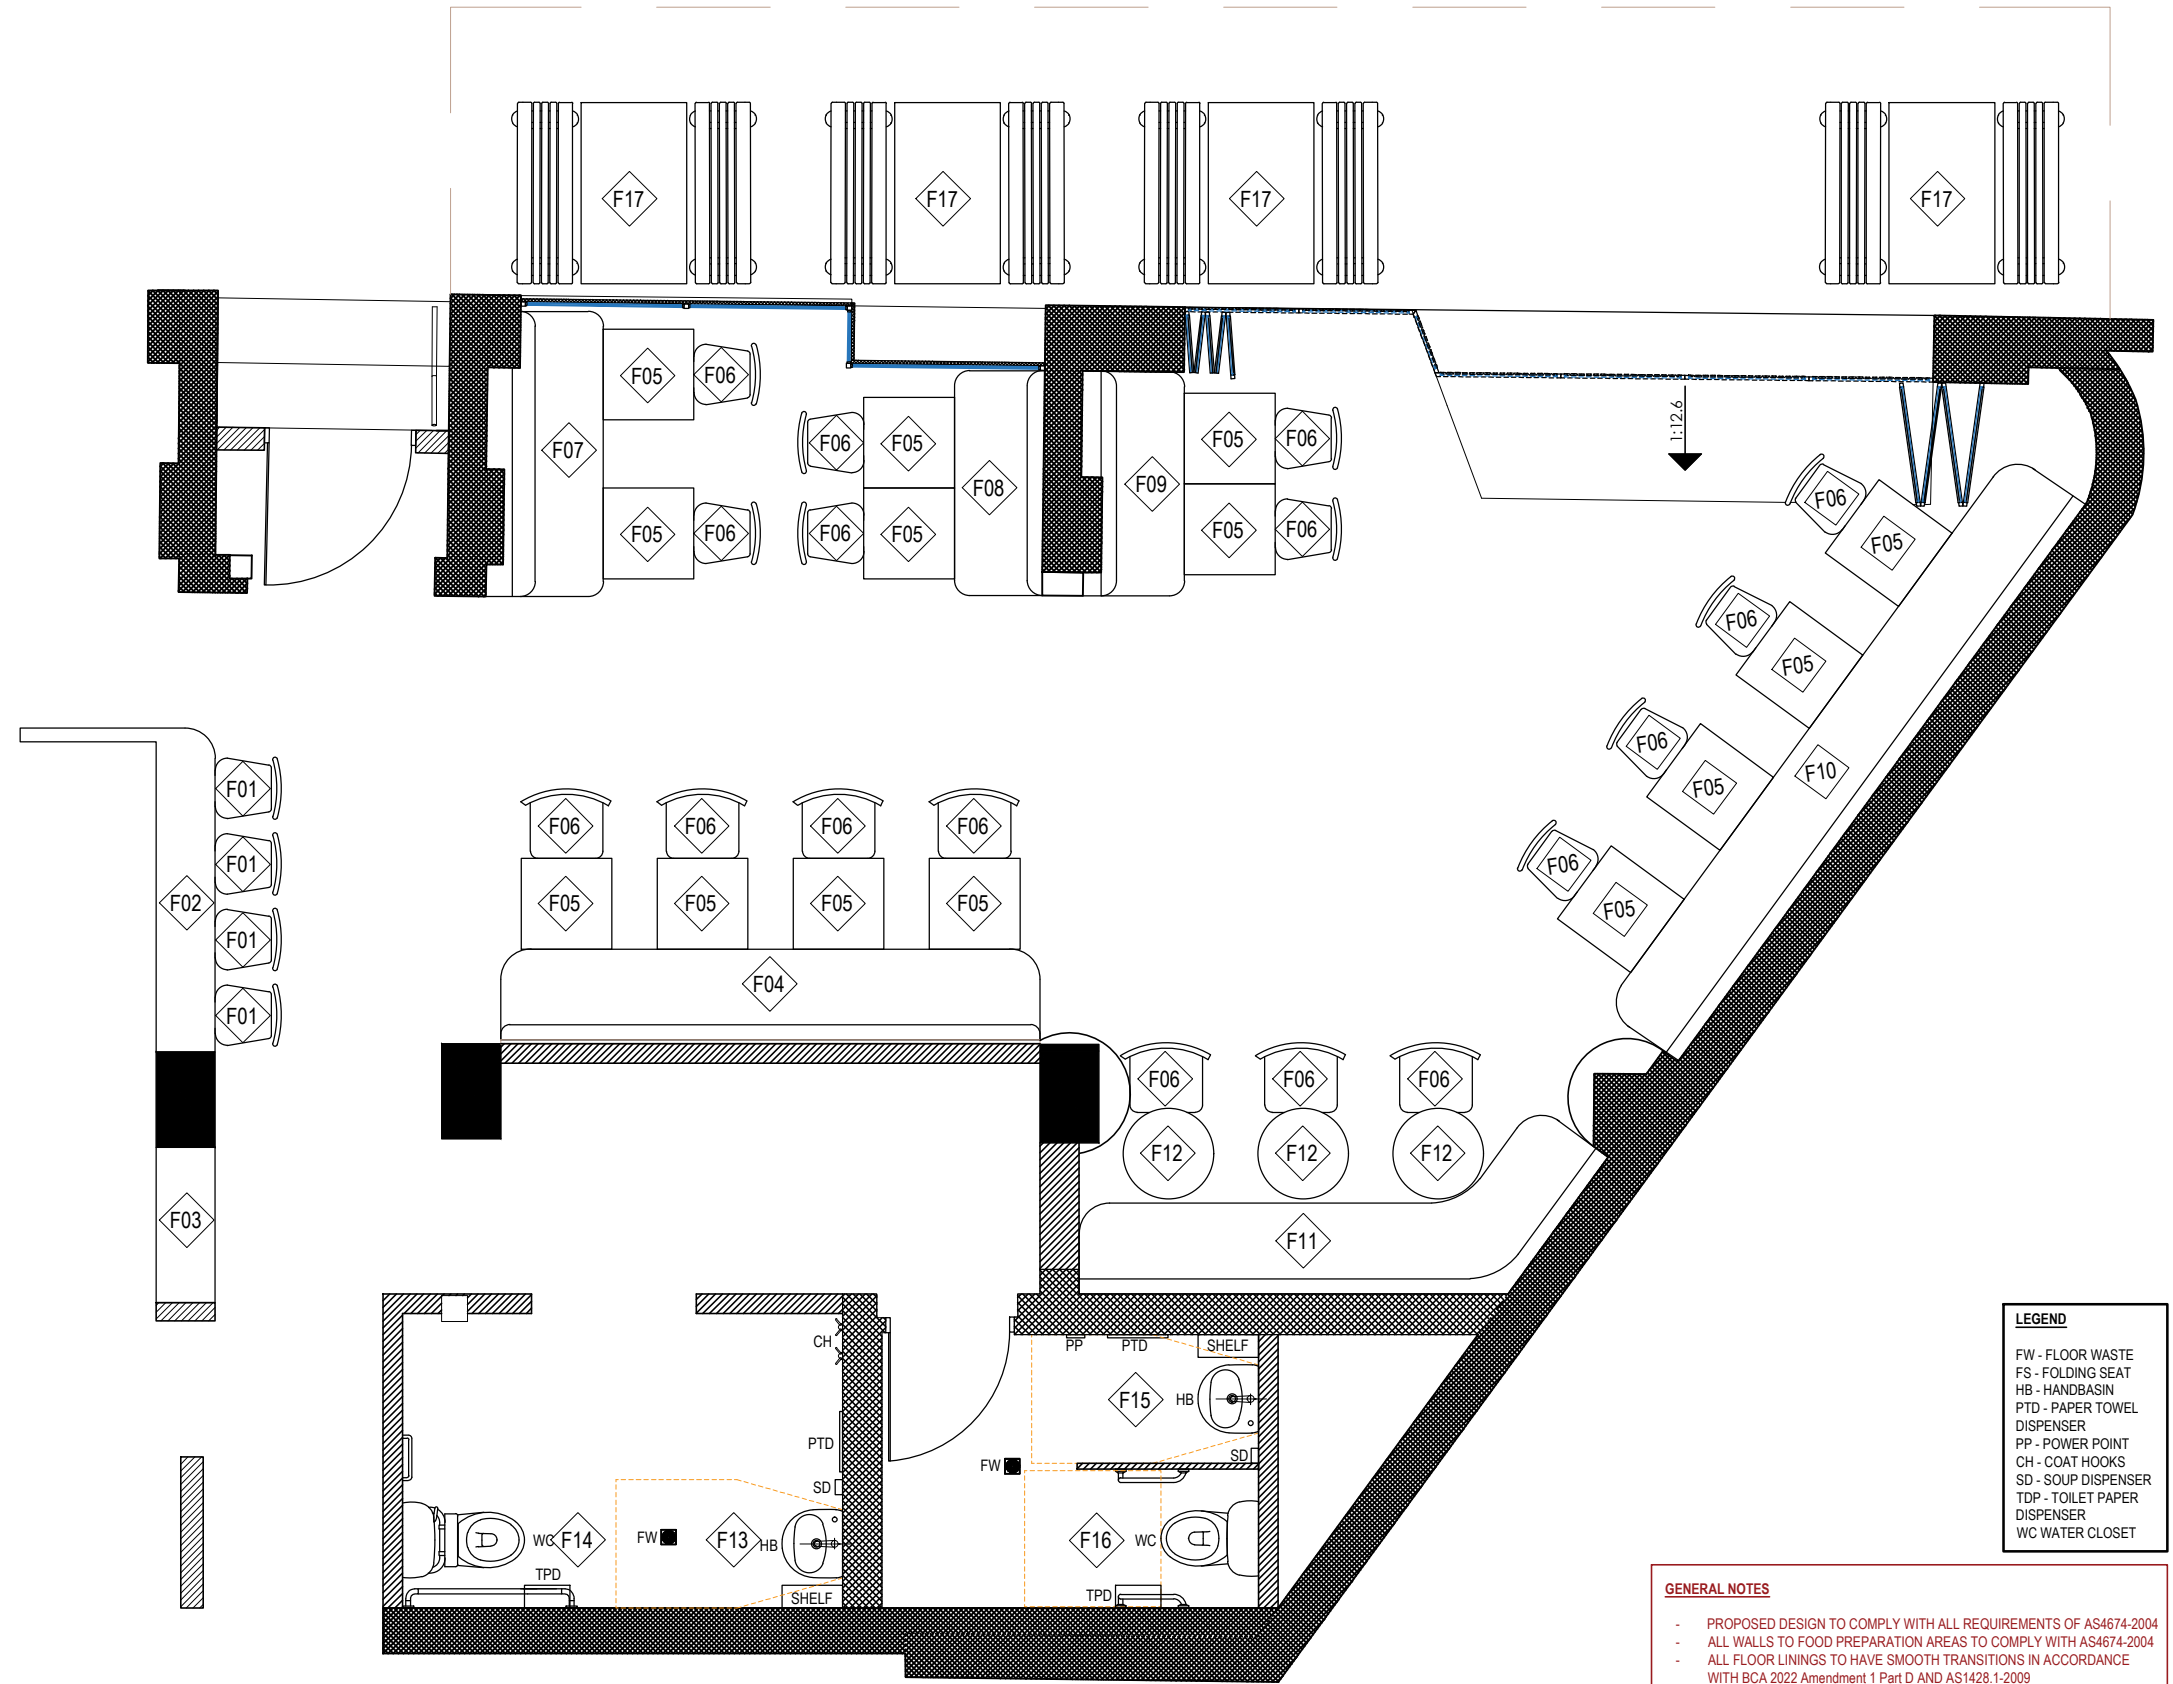 F17 F17 F17 F17
F05 F06
F07
F06 F05
F08
F09
F05 F06
1:12.6
F05 F06
F06 F05
F05 F06
F06
F05
F06
F05
F06
F05
F10
F06
F05
F01
F01
F02
F01
F01
F06 F06 F06 F06
F05 F05 F05 F05
F04
F06 F06 F06
F12 F12 F12
F03
F11
CH
PP PTD SHELF
F15 HB
PTD
SD
FW
SD
WC F14 FW F13 HB
F16 WC
TPD
SHELF
TPD
LEGEND
FW - FLOOR WASTE
FS - FOLDING SEAT
HB - HANDBASIN
PTD - PAPER TOWEL
DISPENSER
PP - POWER POINT
CH - COAT HOOKS
SD - SOUP DISPENSER
TDP - TOILET PAPER
DISPENSER
WC WATER CLOSET
GENERAL NOTES
- PROPOSED DESIGN TO COMPLY WITH ALL REQUIREMENTS OF AS4674-2004
- ALL WALLS TO FOOD PREPARATION AREAS TO COMPLY WITH AS4674-2004
- ALL FLOOR LININGS TO HAVE SMOOTH TRANSITIONS IN ACCORDANCE
WITH BCA 2022 Amendment 1 Part D AND AS1428.1-2009